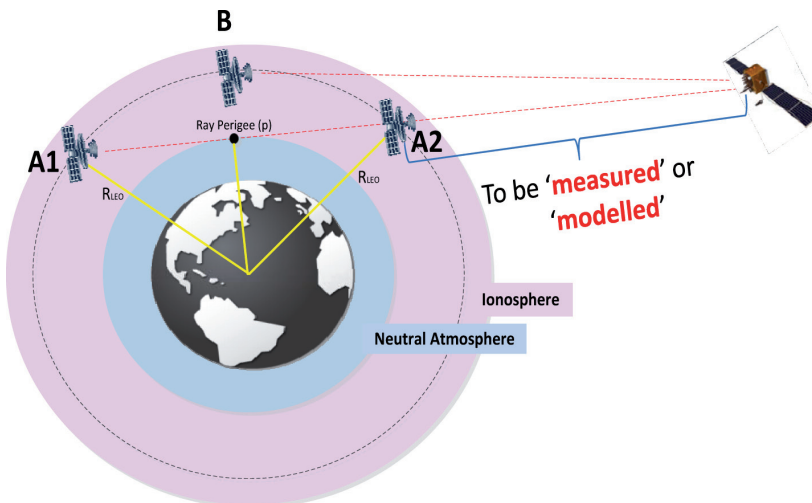 B
Ray Perigee (p)
A1
A2
RLEO
RLEO
To be ‘measured’ or
‘modelled’
Ionosphere
Neutral Atmosphere